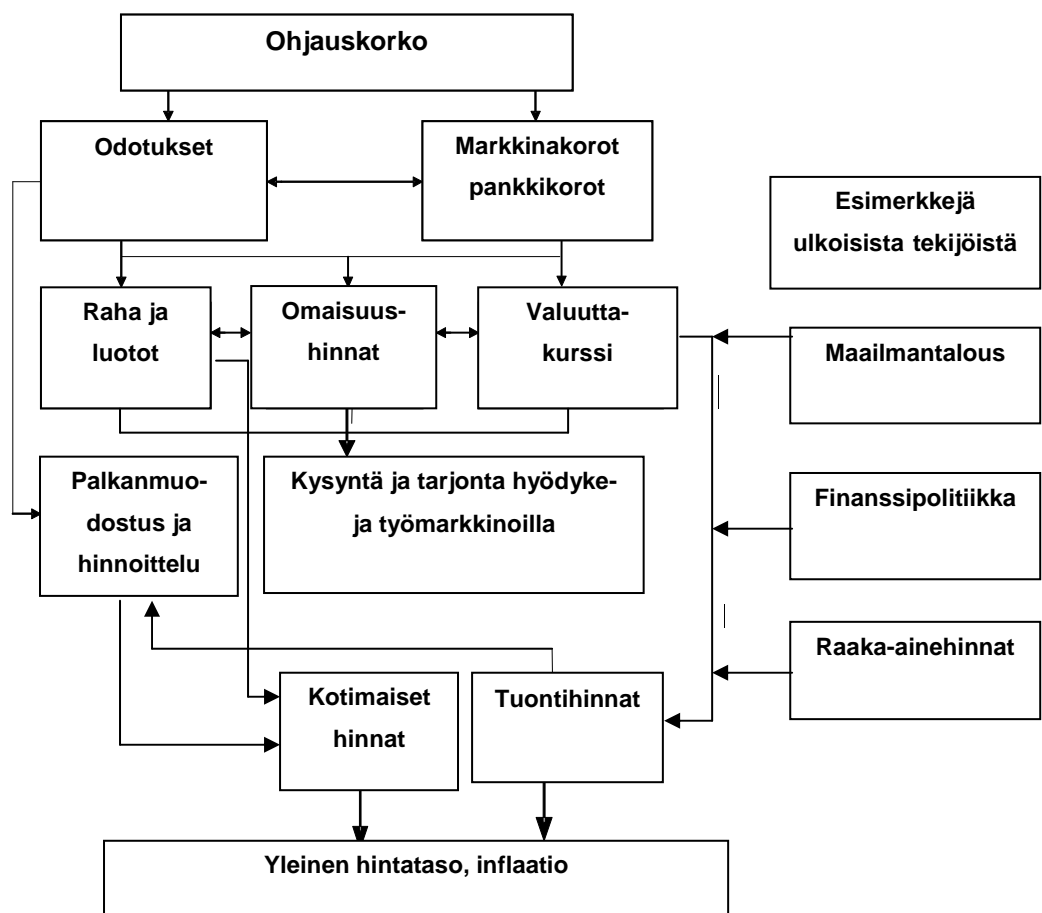 Ohjauskorko
Odotukset
Markkinakorot
pankkikorot
Esimerkkejä
ulkoisista tekijöistä
Raha ja
luotot
Omaisuus-
hinnat
Valuutta-
kurssi
Maailmantalous
Palkanmuo-
dostus ja
hinnoittelu
Kysyntä ja tarjonta hyödyke-
ja työmarkkinoilla
Finanssipolitiikka
Raaka-ainehinnat
Kotimaiset
hinnat
Tuontihinnat
Yleinen hintataso, inflaatio